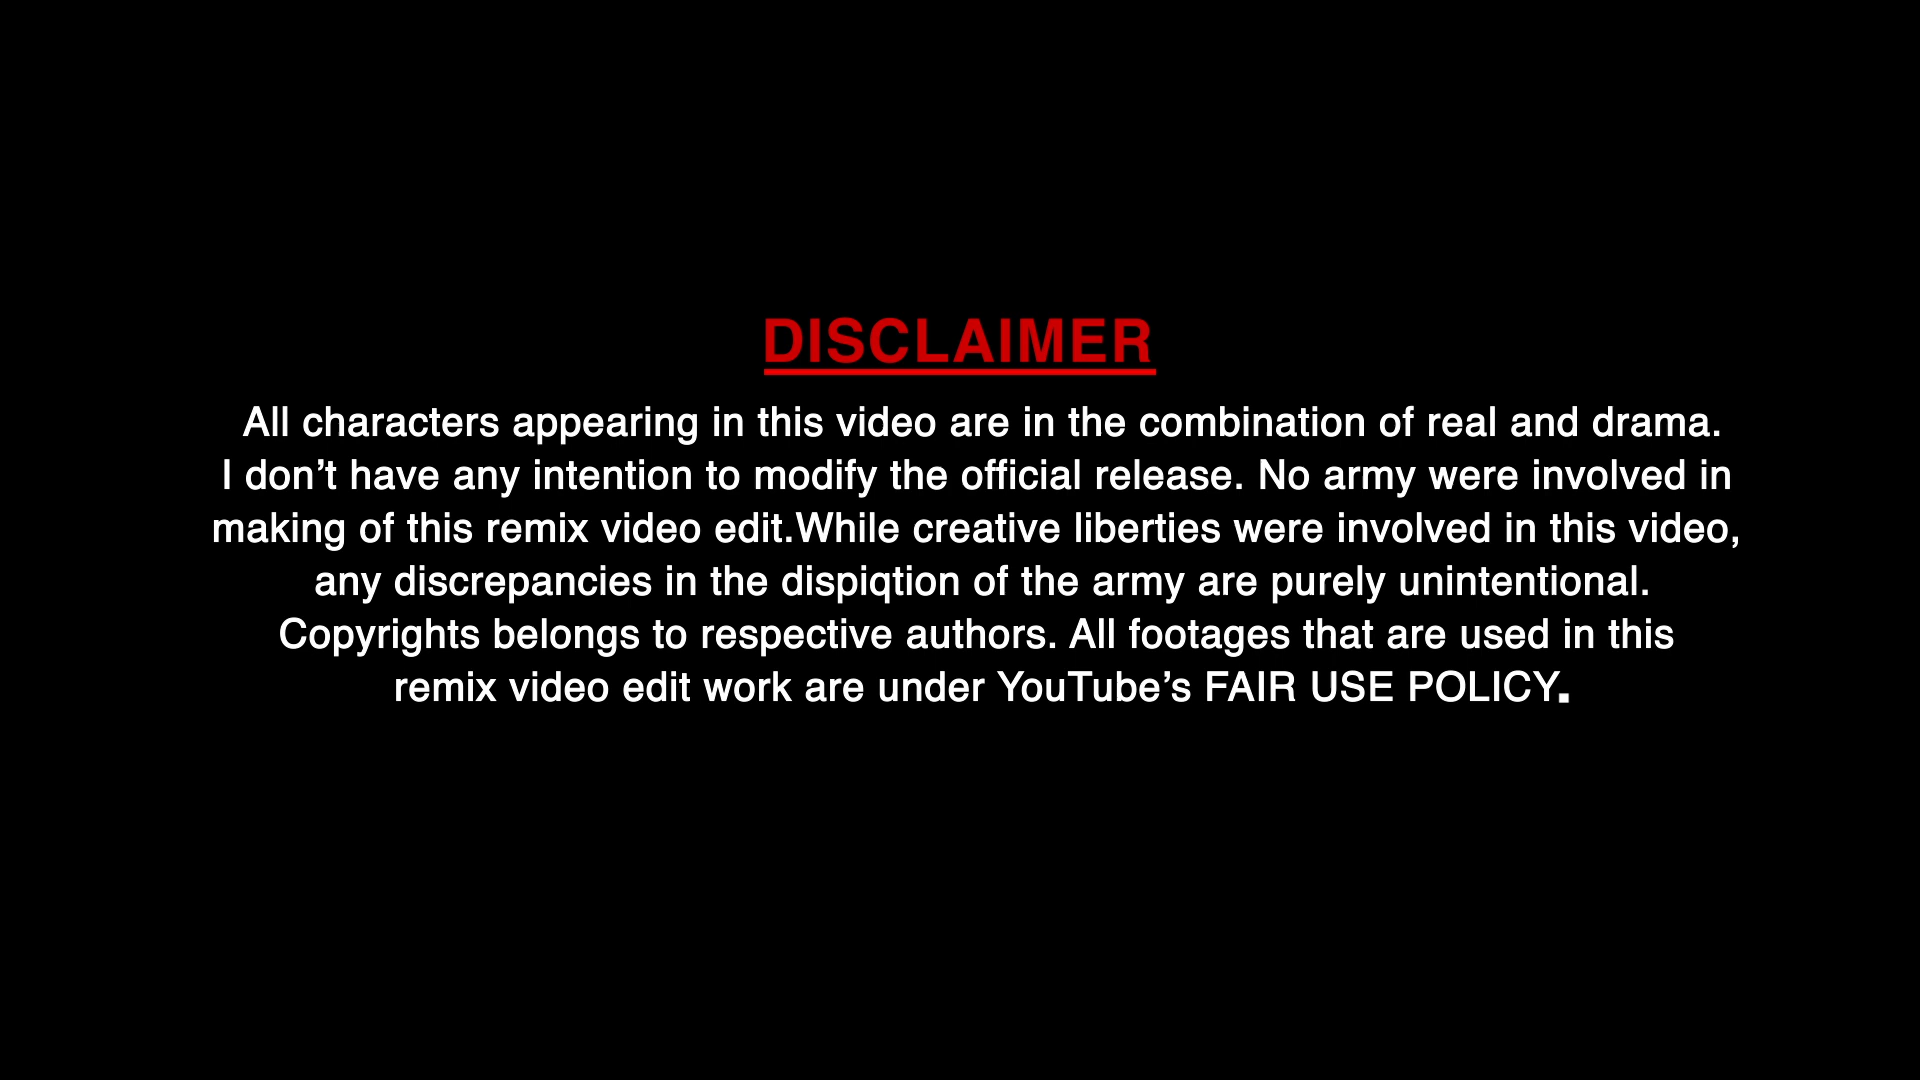 DISCLAIMER
All characters appearing in this video are in the combination of real and drama.
I don’t have any intention to modify the official release. No army were involved in
making of this remix video edit.While creative liberties were involved in this video,
any discrepancies in the dispiqtion of the army are purely unintentional.
Copyrights belongs to respective authors. All footages that are used in this
remix video edit work are under YouTube’s FAIR USE POLICY.